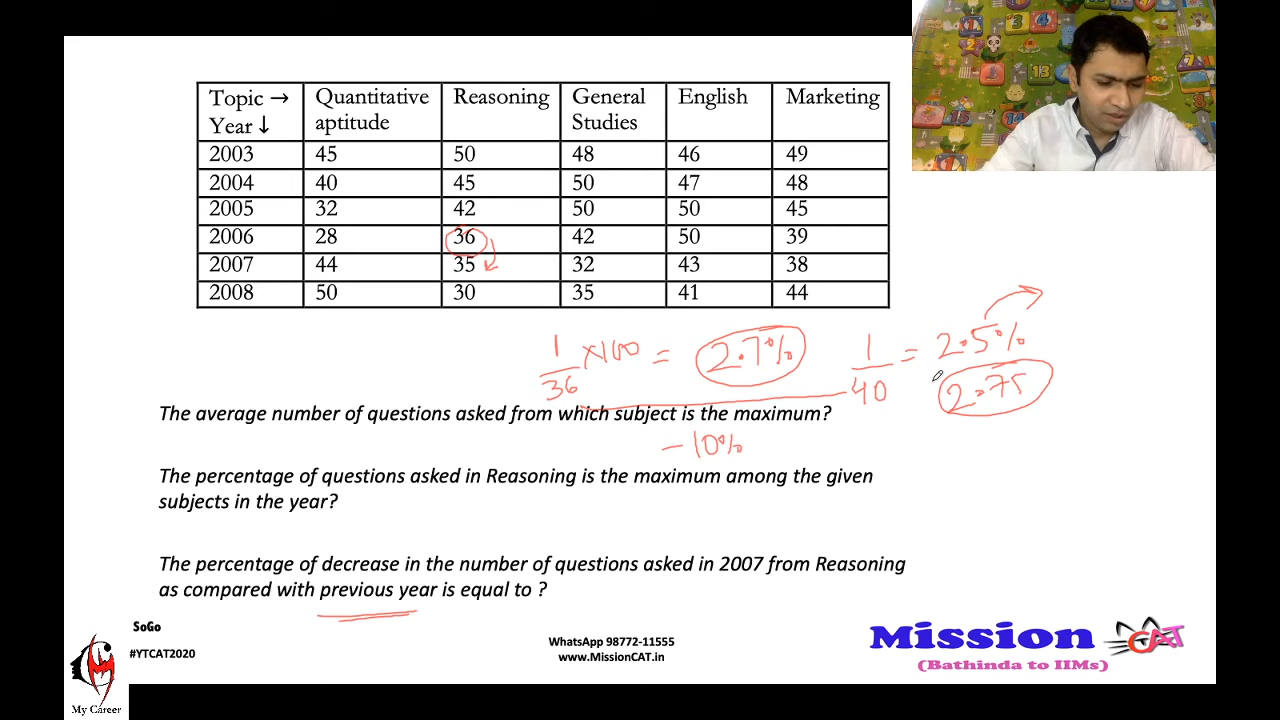 Topic → Quantitative aptitude Reasoning General Studies English Marketing
Year ↓
2003 45 50 48 46 49
2004 40 45 50 47 48
2005 32 42 50 50 45
2006 28 36 42 50 39
2007 44 35 32 43 38
2008 50 30 35 41 44
1/36 ×100 = 2.7% 1/40 = 2.5%
2.75
The average number of questions asked from which subject is the maximum?
-10%
The percentage of questions asked in Reasoning is the maximum among the given
subjects in the year?
The percentage of decrease in the number of questions asked in 2007 from Reasoning
as compared with previous year is equal to ?
SoGo
#YTCAT2020
WhatsApp 98772-11555
www.MissionCAT.in
Mission CAT
(Bathinda to IIMs)
My Career